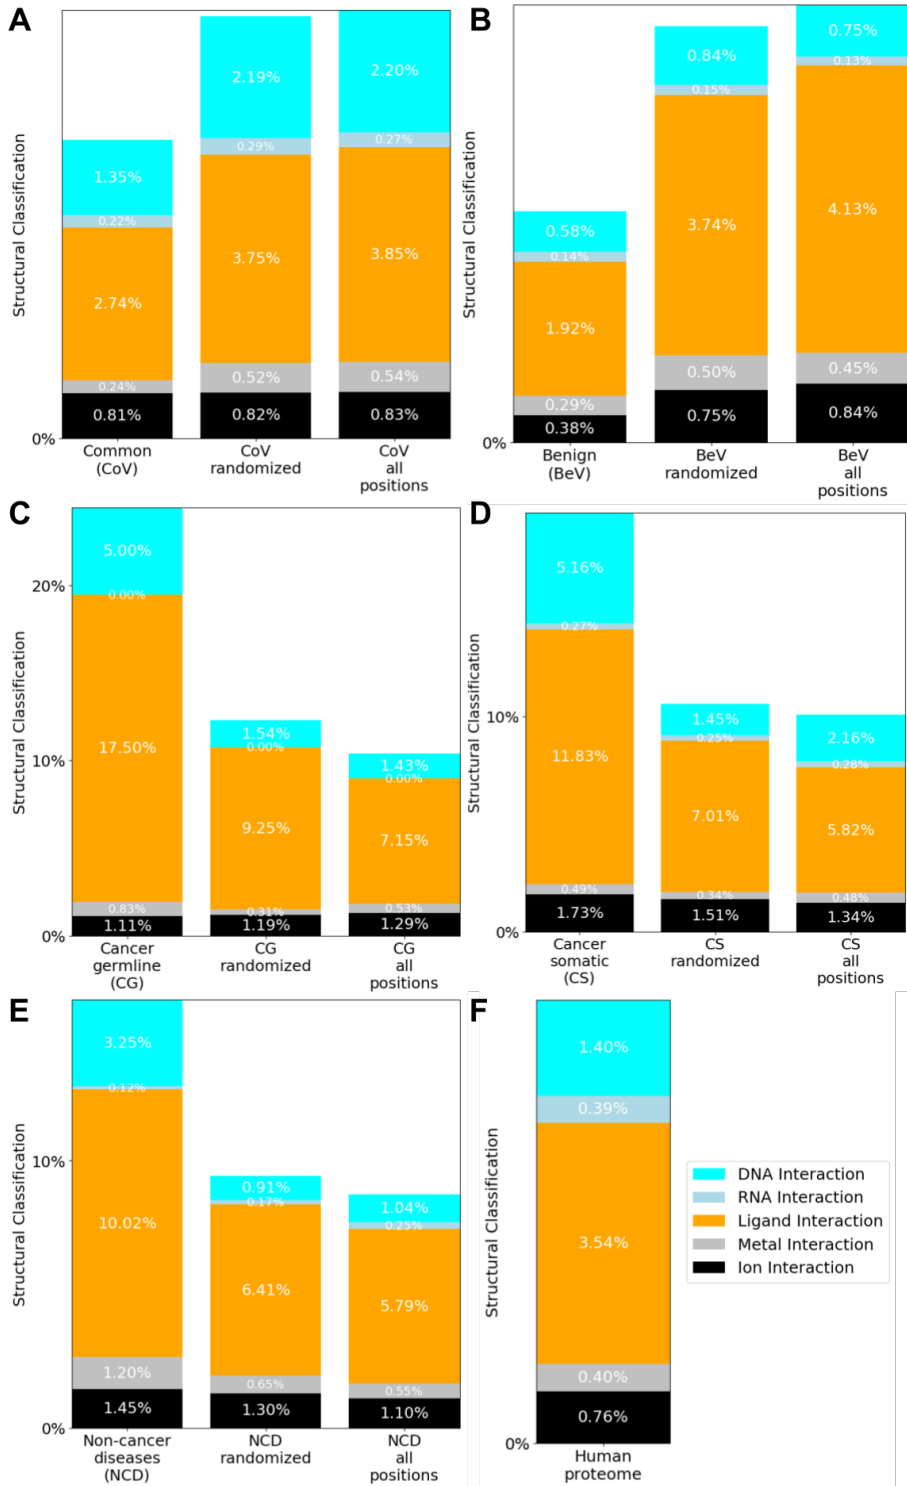 A
Structural Classification
1.35%
0.22%
2.74%
0.24%
0.81%
2.19%
0.29%
3.75%
0.52%
0.82%
2.20%
0.27%
3.85%
0.54%
0.83%
0%
Common
(CoV)
CoV
randomized
CoV
all
positions
B
Structural Classification
0.58%
0.14%
1.92%
0.29%
0.38%
0.84%
0.15%
3.74%
0.50%
0.75%
0.75%
0.13%
4.13%
0.45%
0.84%
0%
Benign
(BeV)
BeV
randomized
BeV
all
positions
C
Structural Classification
20%
10%
0%
5.00%
0.00%
17.50%
0.83%
1.11%
1.54%
0.00%
9.25%
0.31%
1.19%
1.43%
0.00%
7.15%
0.53%
1.29%
Cancer
germline
(CG)
CG
randomized
CG
all
positions
D
Structural Classification
10%
0%
5.16%
0.27%
11.83%
0.49%
1.73%
1.45%
0.25%
7.01%
0.34%
1.51%
2.16%
0.28%
5.82%
0.48%
1.34%
Cancer
somatic
(CS)
CS
randomized
CS
all
positions
E
Structural Classification
10%
0%
3.25%
0.12%
10.02%
1.20%
1.45%
0.91%
0.17%
6.41%
0.65%
1.30%
1.04%
0.25%
5.79%
0.55%
1.10%
Non-cancer
diseases
(NCD)
NCD
randomized
NCD
all
positions
F
Structural Classification
1.40%
0.39%
3.54%
0.40%
0.76%
0%
Human
proteome
DNA Interaction
RNA Interaction
Ligand Interaction
Metal Interaction
Ion Interaction